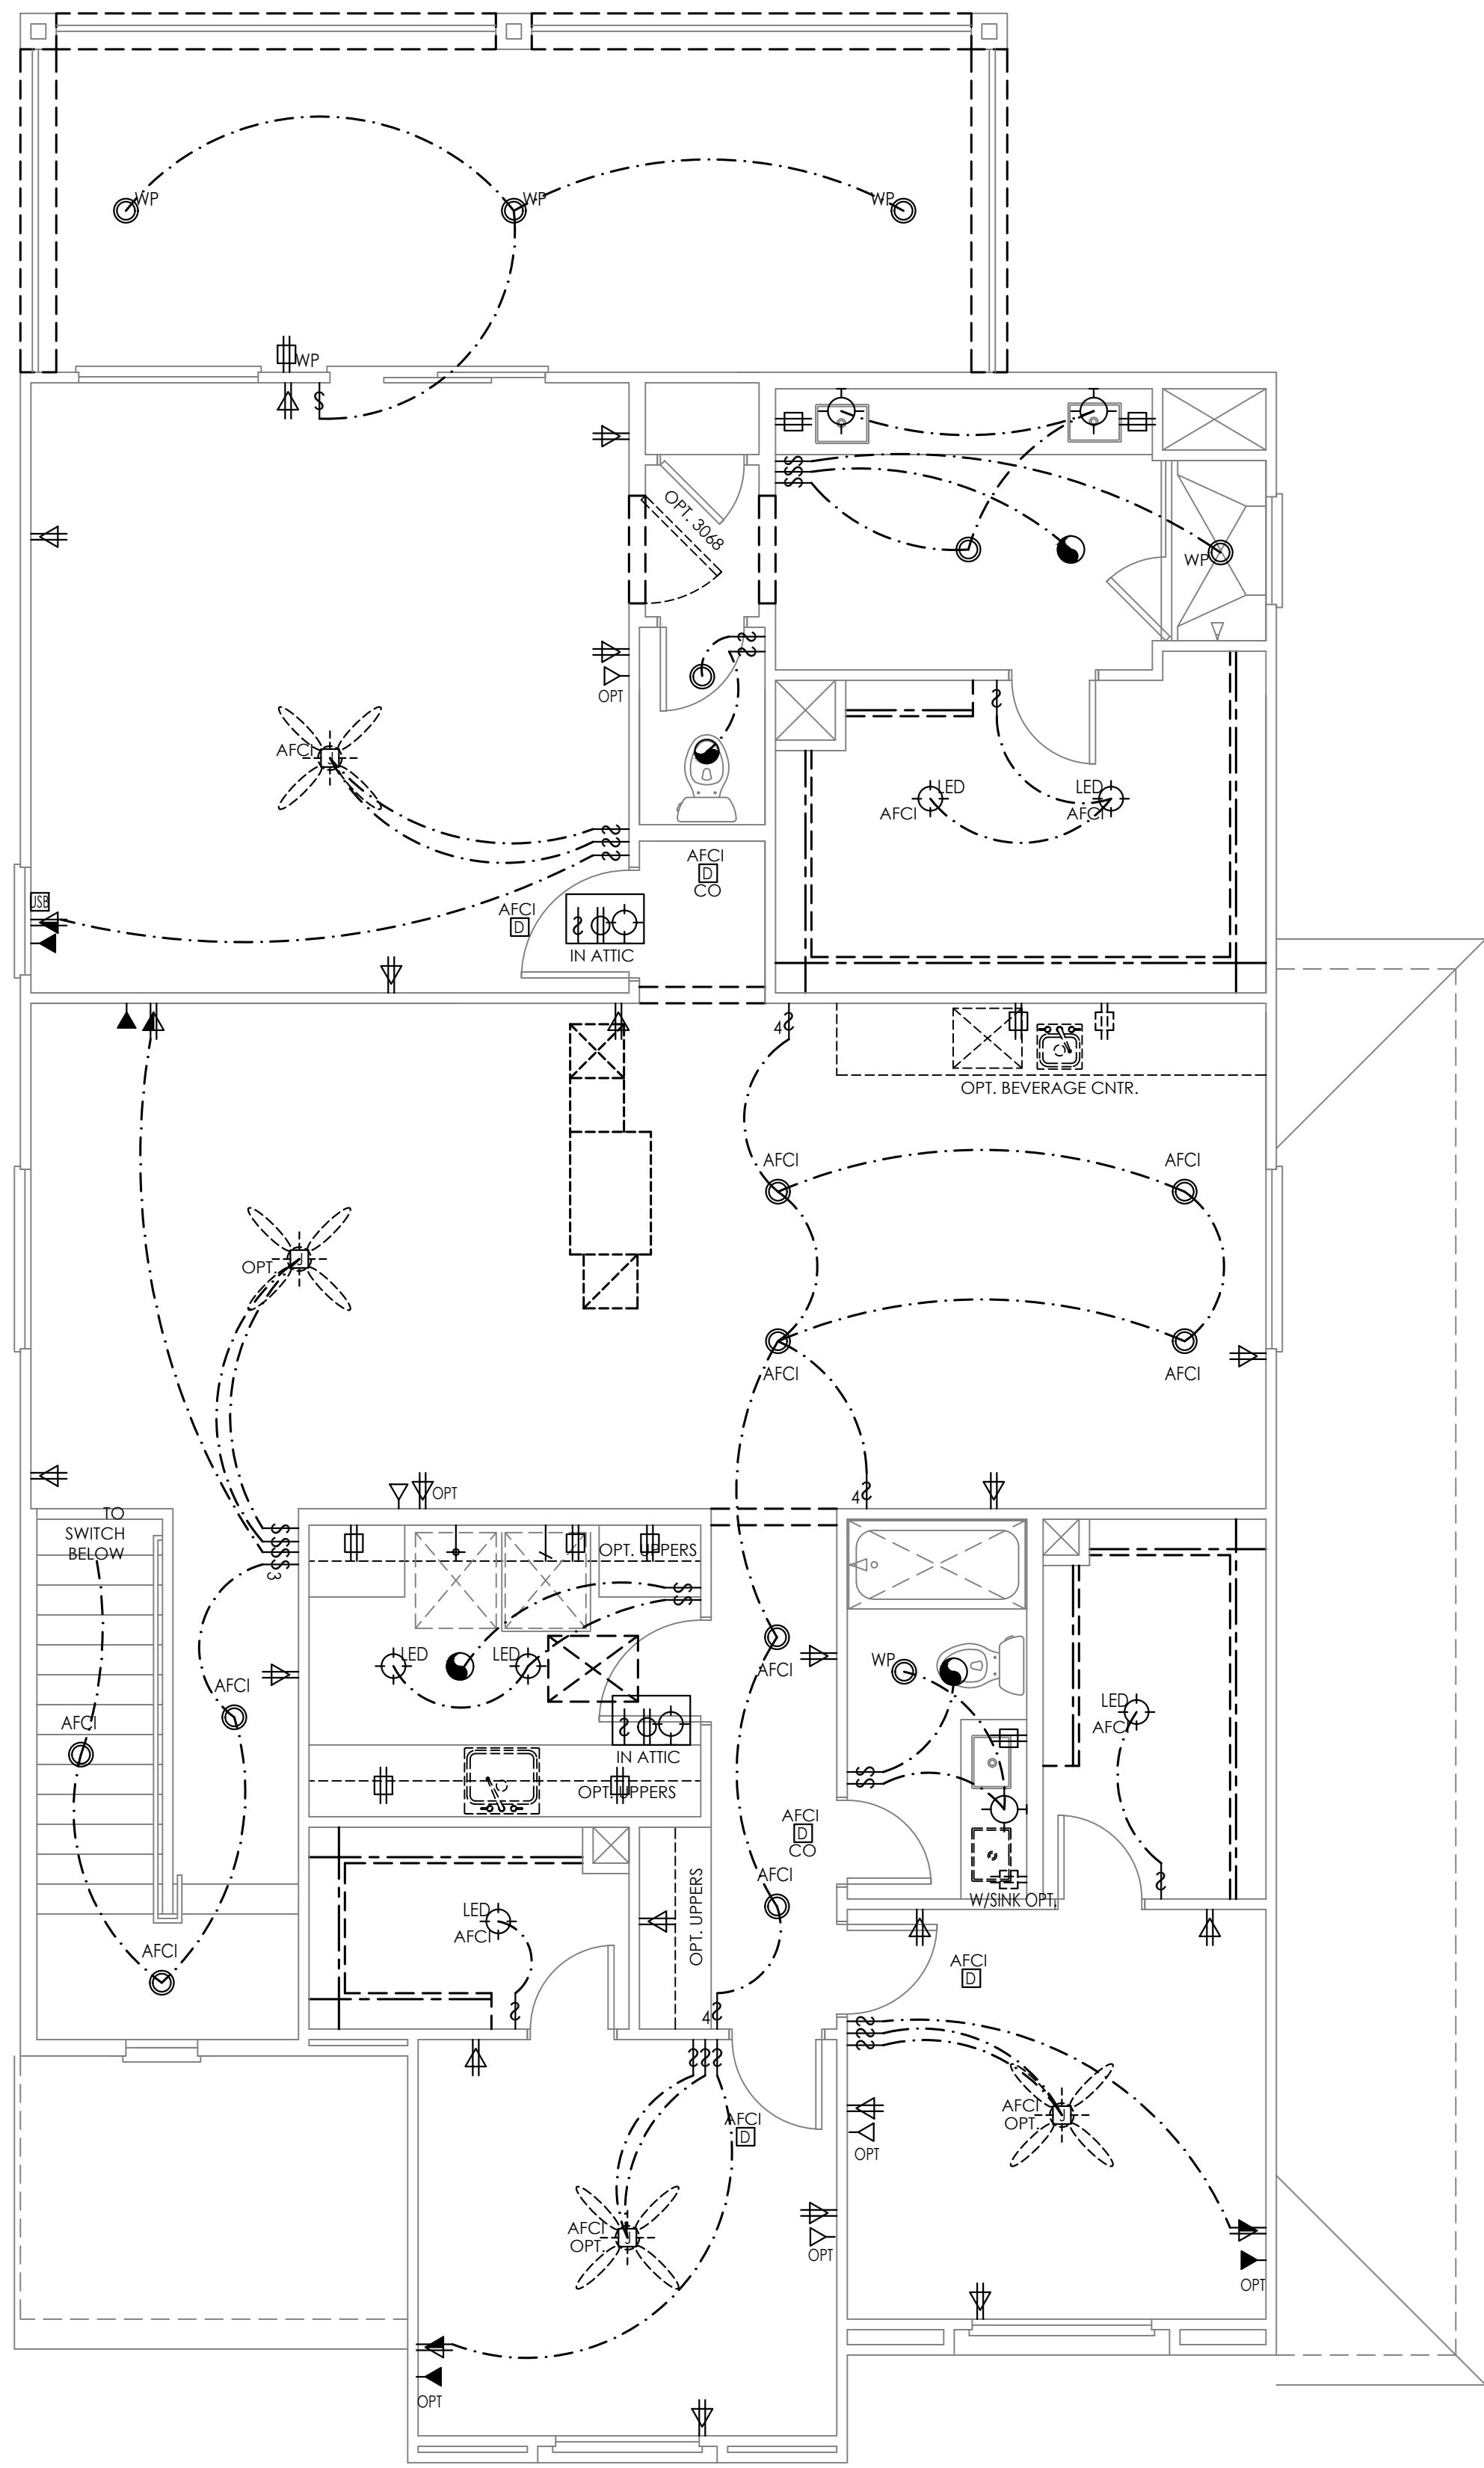 WP
WP
WP
WP
OPT. 3068
WP
OPT
AFCI
J
LED
LED
AFCI
AFCI
AFCI
D
CO
USB
AFCI
D
IN ATTIC
4
OPT. BEVERAGE CNTR.
AFCI
AFCI
OPT.
J
AFCI
AFCI
OPT
4
TO
SWITCH
BELOW
3
OPT. UPPERS
LED
LED
AFCI
WP
AFCI
AFCI
LED
AFCI
IN ATTIC
OPT. UPPERS
AFCI
D
CO
AFCI
OPT. UPPERS
W/SINK OPT.
LED
AFCI
AFCI
AFCI
D
4
AFCI
OPT.
J
AFCI
D
OPT
AFCI
OPT.
J
OPT
OPT
OPT